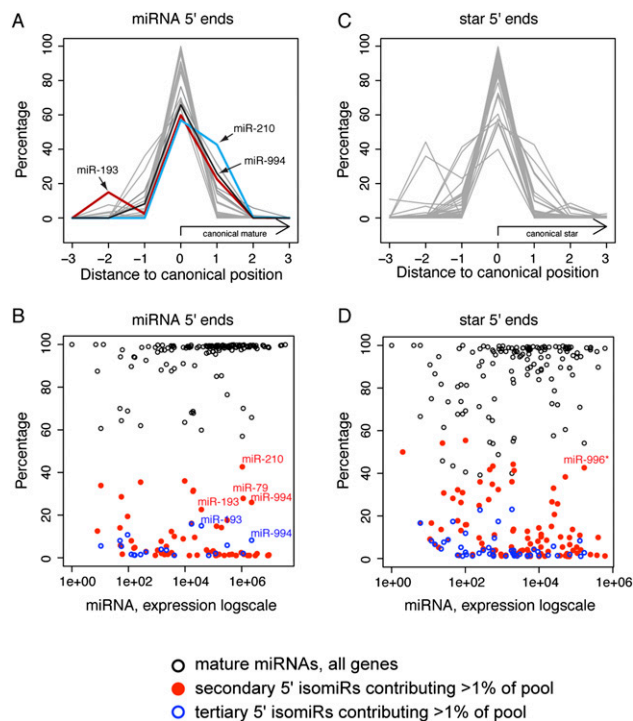 A
miRNA 5' ends
Percentage
100
80
60
40
20
0
miR-193
miR-210
miR-994
canonical mature
−3 −2 −1 0 1 2 3
Distance to canonical position
C
star 5' ends
Percentage
100
80
60
40
20
0
canonical star
−3 −2 −1 0 1 2 3
Distance to canonical position
B
miRNA 5' ends
Percentage
100
80
60
40
20
0
miR-210
miR-79
miR-193
miR-994
miR-193
miR-994
1e+00 1e+02 1e+04 1e+06
miRNA, expression logscale
D
star 5' ends
Percentage
100
80
60
40
20
0
miR-996*
1e+00 1e+02 1e+04 1e+06
miRNA, expression logscale
mature miRNAs, all genes
secondary 5' isomiRs contributing >1% of pool
tertiary 5' isomiRs contributing >1% of pool